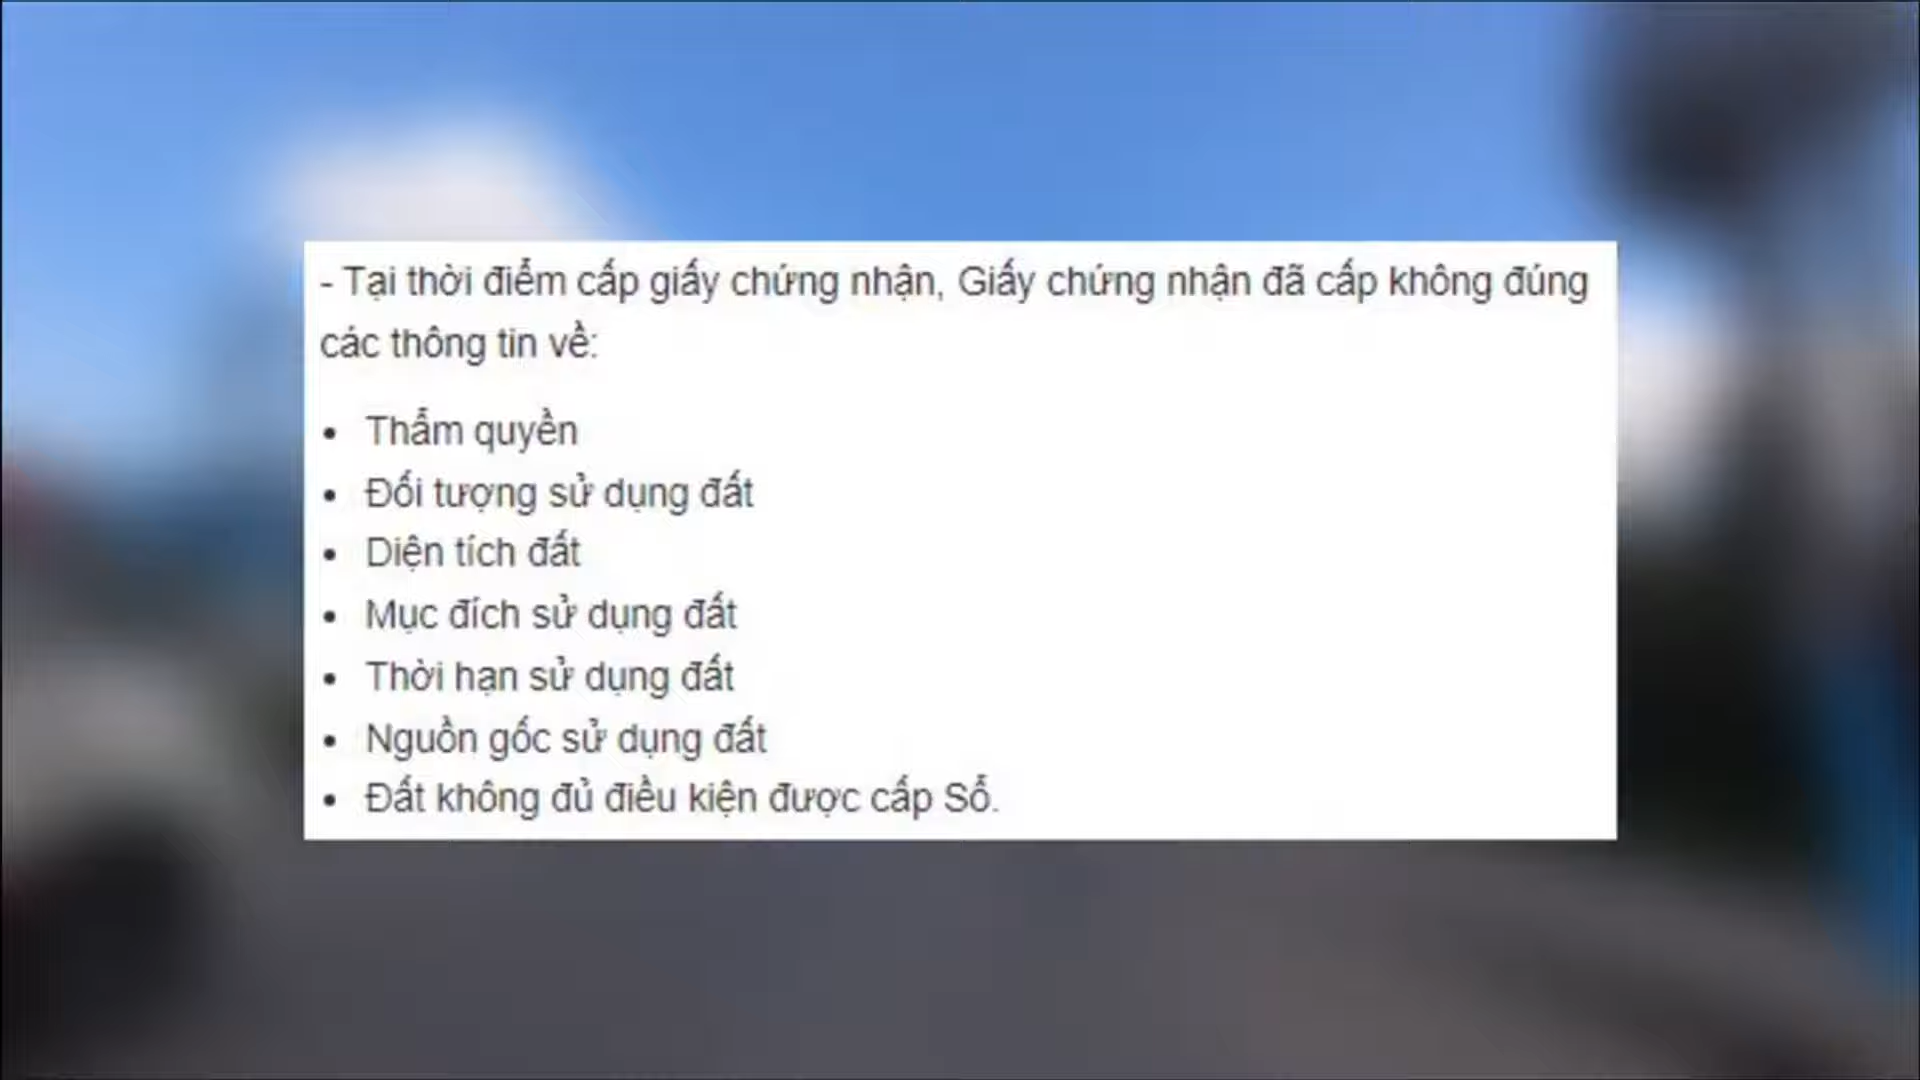 - Tại thời điểm cấp giấy chứng nhận, Giấy chứng nhận đã cấp không đúng
các thông tin về:
• Thẩm quyền
• Đối tượng sử dụng đất
• Diện tích đất
• Mục đích sử dụng đất
• Thời hạn sử dụng đất
• Nguồn gốc sử dụng đất
• Đất không đủ điều kiện được cấp Sổ.